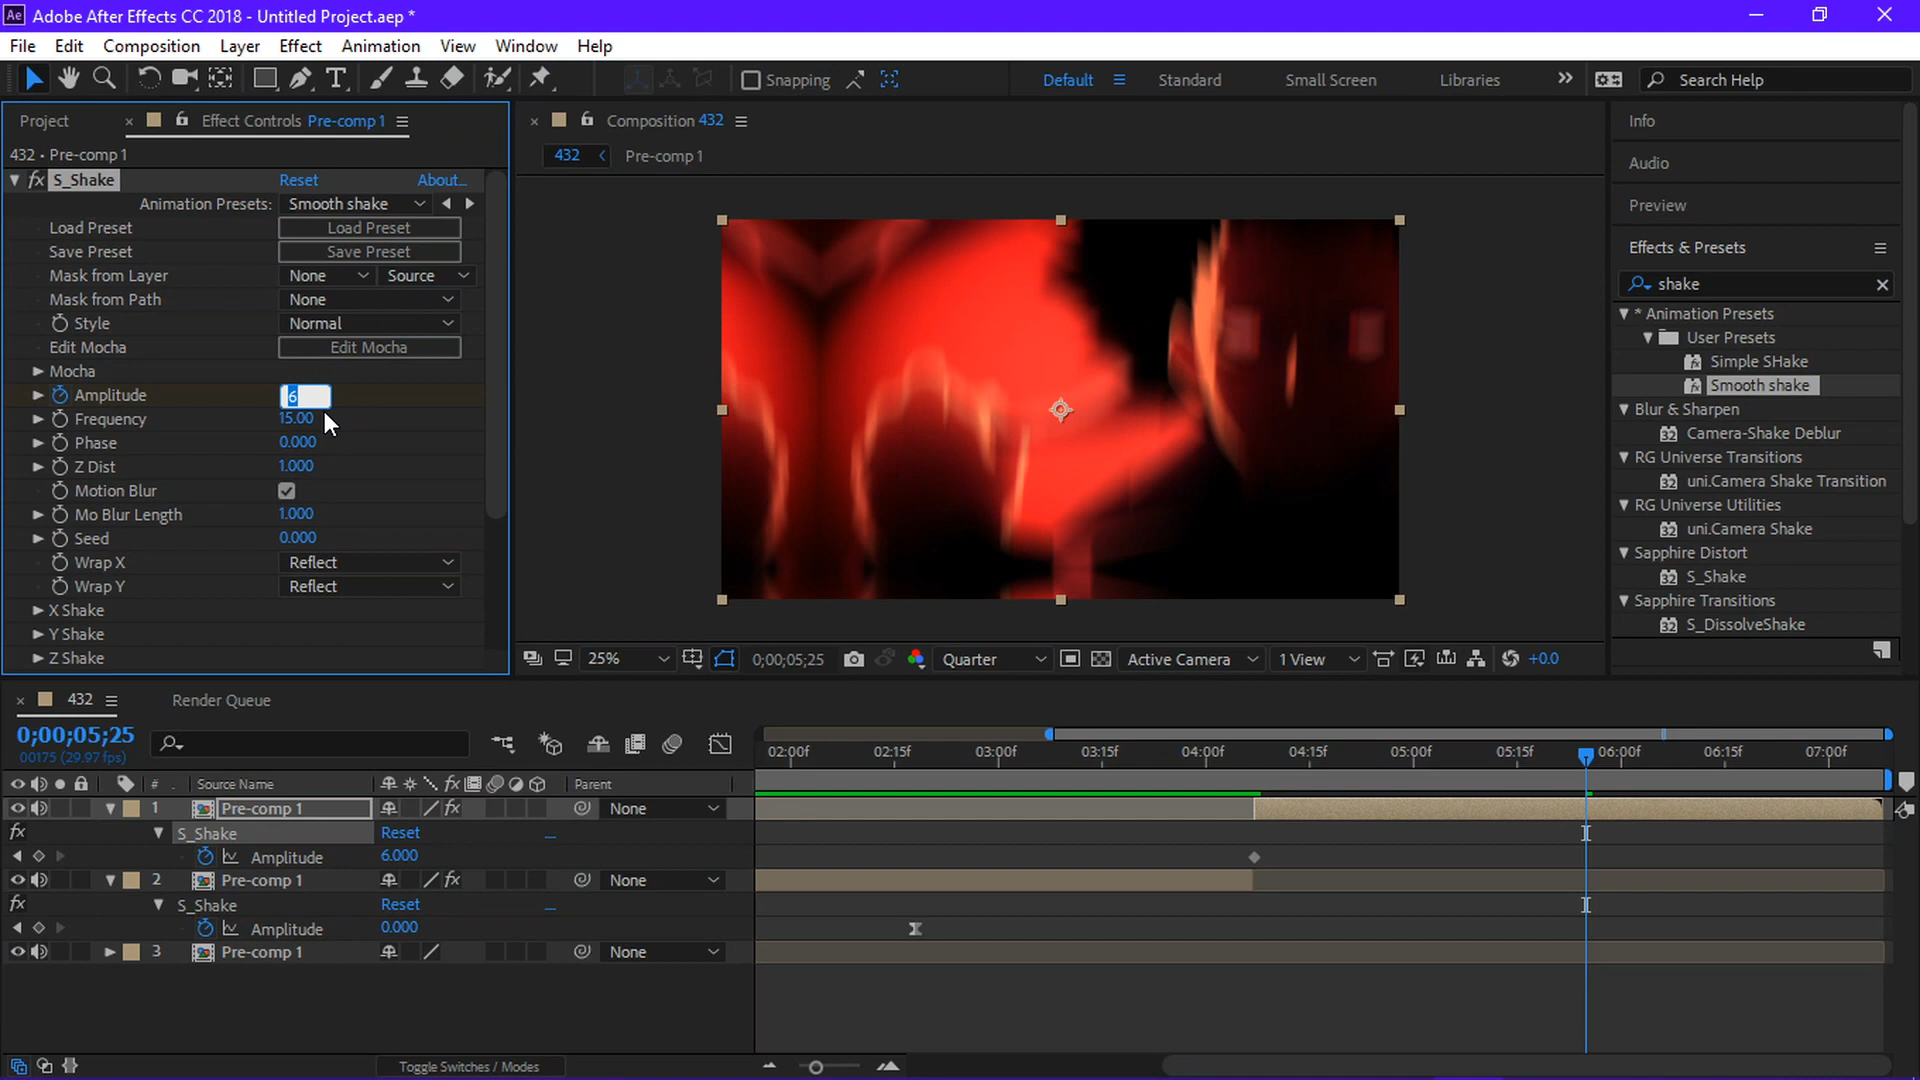 Adobe After Effects CC 2018 - Untitled Project.aep *
File Edit Composition Layer Effect Animation View Window Help
Snapping Default Standard Small Screen Libraries Search Help
Project Effect Controls Pre-comp 1
432 • Pre-comp 1
S_Shake Reset About...
Animation Presets: Smooth shake
Load Preset Load Preset
Save Preset Save Preset
Mask from Layer None Source
Mask from Path None
Style Normal
Edit Mocha Edit Mocha
Mocha
Amplitude 6
Frequency 15.00
Phase 0.000
Z Dist 1.000
Motion Blur
Mo Blur Length 1.000
Seed 0.000
Wrap X Reflect
Wrap Y Reflect
X Shake
Y Shake
Z Shake
Composition 432
432 Pre-comp 1
25% 0;00;05;25 Quarter Active Camera 1 View +0.0
Info
Audio
Preview
Effects & Presets
shake
* Animation Presets
User Presets
Simple SHake
Smooth shake
Blur & Sharpen
32 Camera-Shake Deblur
RG Universe Transitions
32 uni.Camera Shake Transition
RG Universe Utilities
32 uni.Camera Shake
Sapphire Distort
32 S_Shake
Sapphire Transitions
32 S_DissolveShake
432 Render Queue
0;00;05;25
00175 (29.97 fps)
02:00f 02:15f 03:00f 03:15f 04:00f 04:15f 05:00f 05:15f 06:00f 06:15f 07:00f
# Source Name Parent
1 Pre-comp 1 None
S_Shake Reset
Amplitude 6.000
2 Pre-comp 1 None
S_Shake Reset
Amplitude 0.000
3 Pre-comp 1 None
Toggle Switches / Modes